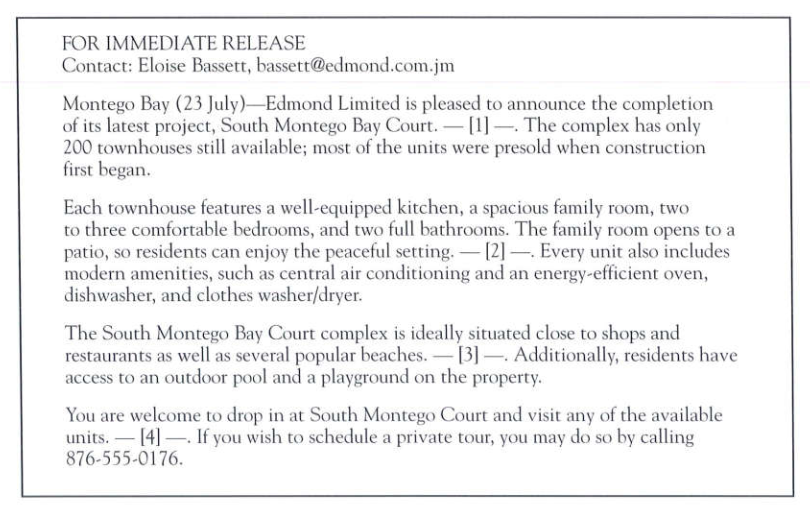 FOR IMMEDIATE RELEASE
Contact: Eloise Bassett, bassett@edmond.com.jm
Montego Bay (23 July)—Edmond Limited is pleased to announce the completion
of its latest project, South Montego Bay Court. — [1] —. The complex has only
200 townhouses still available; most of the units were presold when construction
first began.
Each townhouse features a well-equipped kitchen, a spacious family room, two
to three comfortable bedrooms, and two full bathrooms. The family room opens to a
patio, so residents can enjoy the peaceful setting. — [2] —. Every unit also includes
modern amenities, such as central air conditioning and an energy-efficient oven,
dishwasher, and clothes washer/dryer.
The South Montego Bay Court complex is ideally situated close to shops and
restaurants as well as several popular beaches. — [3] —. Additionally, residents have
access to an outdoor pool and a playground on the property.
You are welcome to drop in at South Montego Court and visit any of the available
units. — [4] —. If you wish to schedule a private tour, you may do so by calling
876-555-0176.